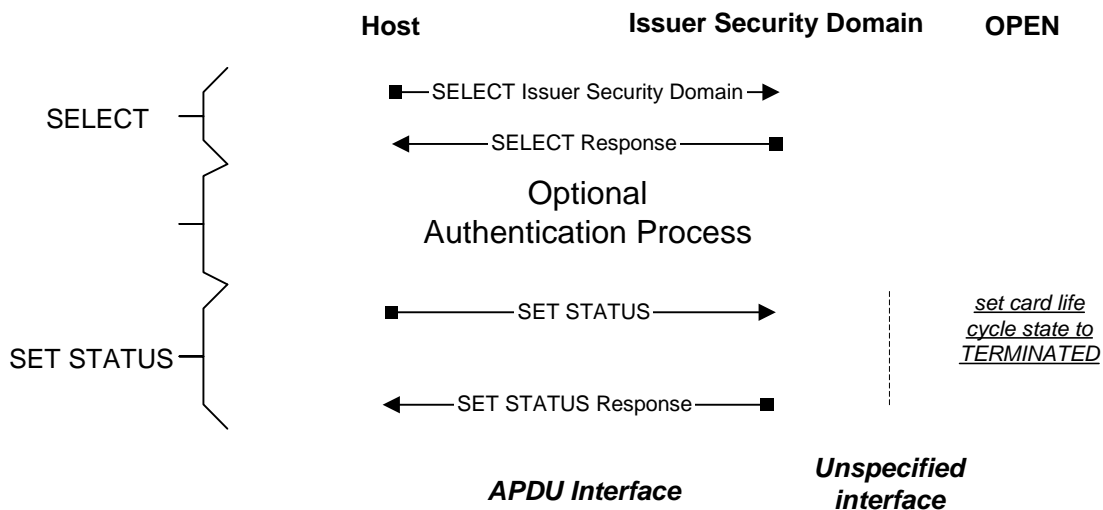 Host
Issuer Security Domain
OPEN
SELECT
SELECT Issuer Security Domain
SELECT Response
Optional
Authentication Process
SET STATUS
SET STATUS
set card life
cycle state to
TERMINATED
SET STATUS Response
APDU Interface
Unspecified
interface